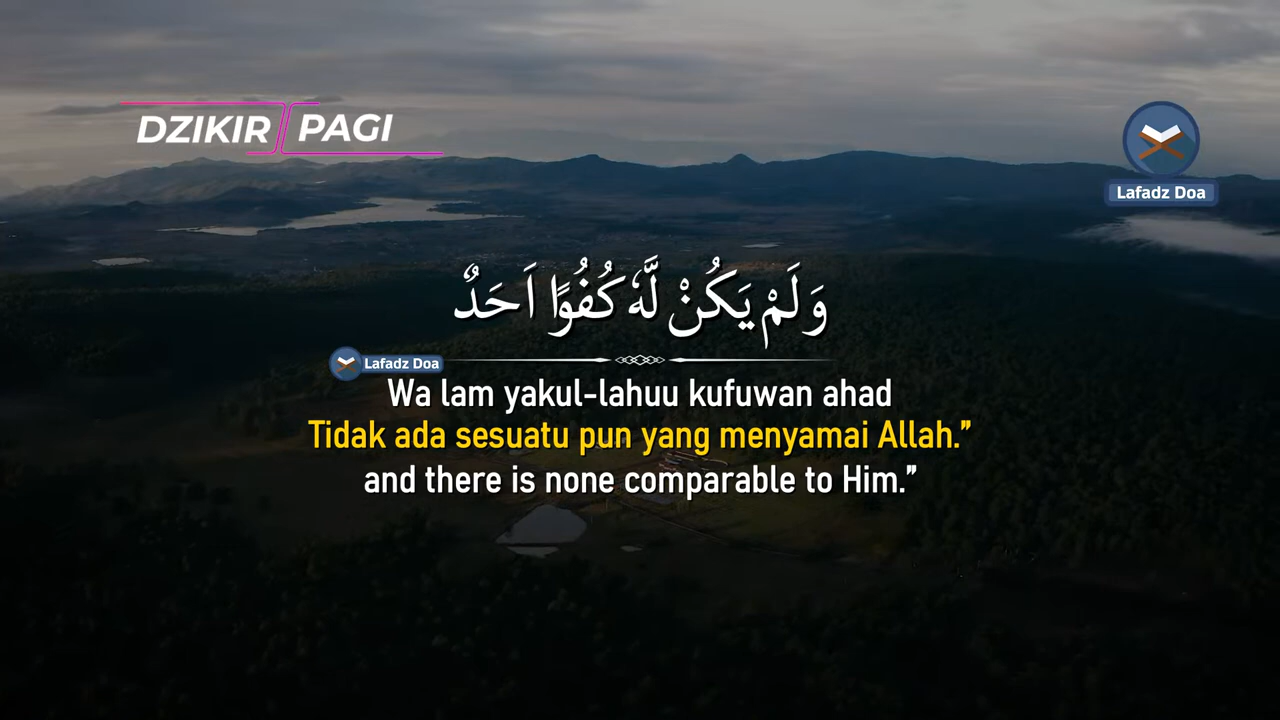 DZIKIR PAGI
Lafadz Doa
وَلَمْ يَكُنْ لَّهٗ كُفُوًا اَحَدٌ
Lafadz Doa
Wa lam yakul-lahuu kufuwan ahad
Tidak ada sesuatu pun yang menyamai Allah.”
and there is none comparable to Him.”